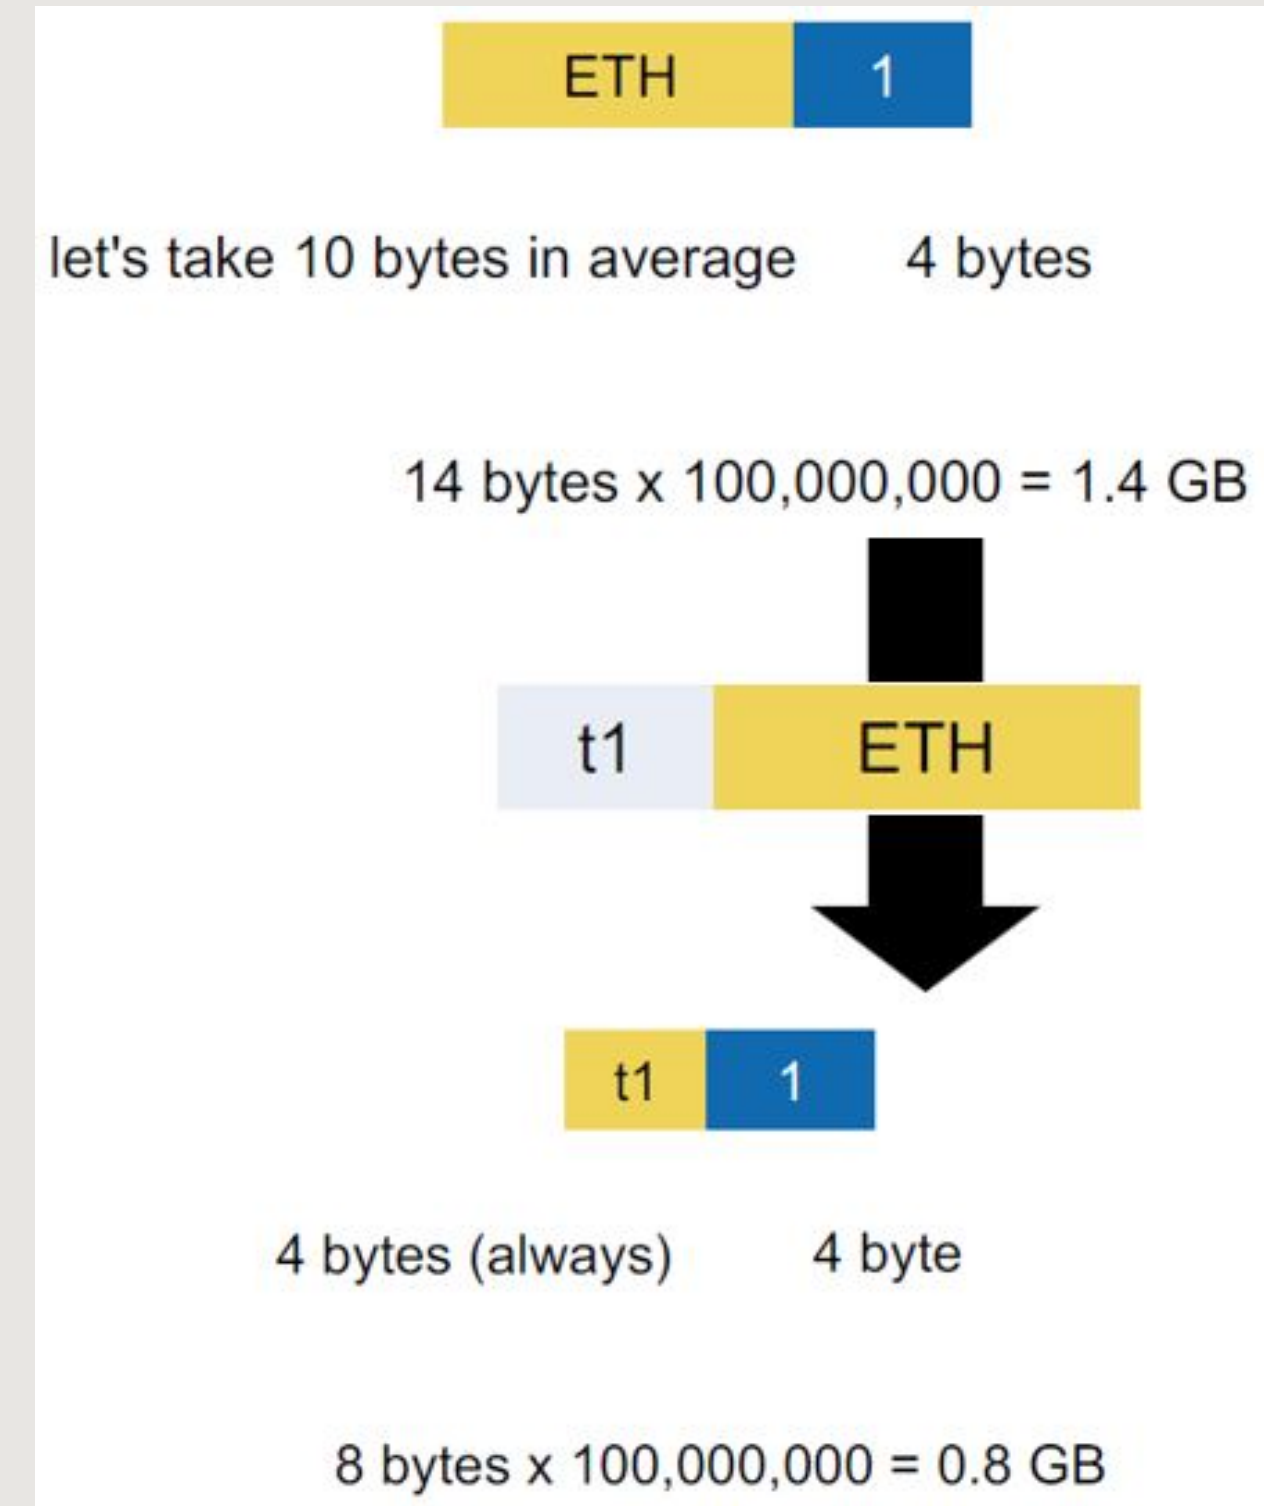 ETH 1
let's take 10 bytes in average 4 bytes
14 bytes x 100,000,000 = 1.4 GB
t1 ETH
t1 1
4 bytes (always) 4 byte
8 bytes x 100,000,000 = 0.8 GB